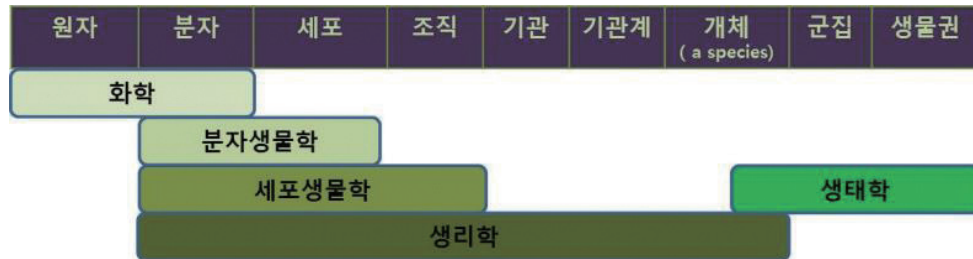 원자 분자 세포 조직 기관 기관계 개체 군집 생물권
( a species)
화학
분자생물학
세포생물학 생태학
생리학